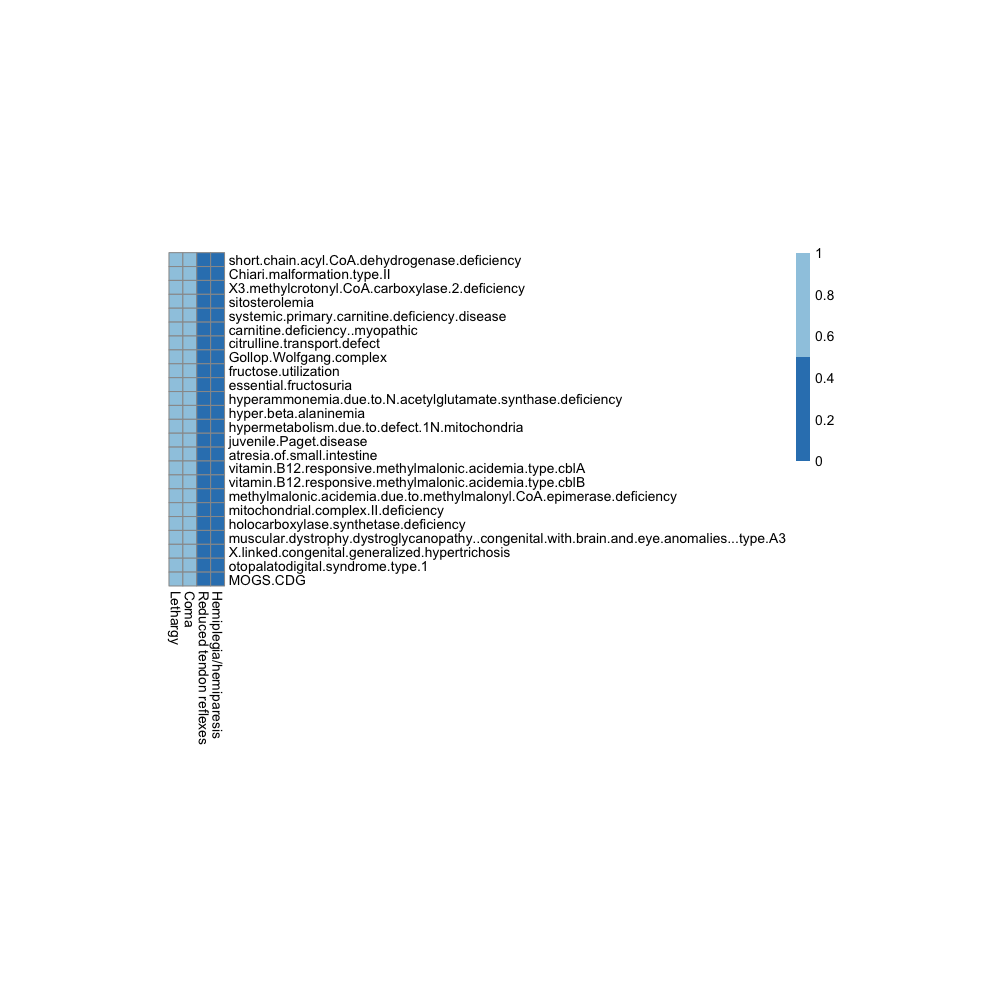 short.chain.acyl.CoA.dehydrogenase.deficiency
Chiari.malformation.type.II
X3.methylcrotonyl.CoA.carboxylase.2.deficiency
sitosterolemia
systemic.primary.carnitine.deficiency.disease
carnitine.deficiency..myopathic
citrulline.transport.defect
Gollop.Wolfgang.complex
fructose.utilization
essential.fructosuria
hyperammonemia.due.to.N.acetylglutamate.synthase.deficiency
hyper.beta.alaninemia
hypermetabolism.due.to.defect.1N.mitochondria
juvenile.Paget.disease
atresia.of.small.intestine
vitamin.B12.responsive.methylmalonic.acidemia.type.cblA
vitamin.B12.responsive.methylmalonic.acidemia.type.cblB
methylmalonic.acidemia.due.to.methylmalonyl.CoA.epimerase.deficiency
mitochondrial.complex.II.deficiency
holocarboxylase.synthetase.deficiency
muscular.dystrophy.dystroglycanopathy..congenital.with.brain.and.eye.anomalies...type.A3
X.linked.congenital.generalized.hypertrichosis
otopalatodigital.syndrome.type.1
MOGS.CDG
Lethargy
Coma
Reduced tendon reflexes
Hemiplegia/hemiparesis
1
0.8
0.6
0.4
0.2
0